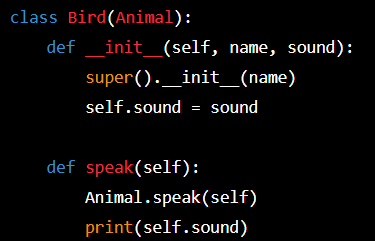 class Bird(Animal):
    def __init__(self, name, sound):
        super().__init__(name)
        self.sound = sound

    def speak(self):
        Animal.speak(self)
        print(self.sound)